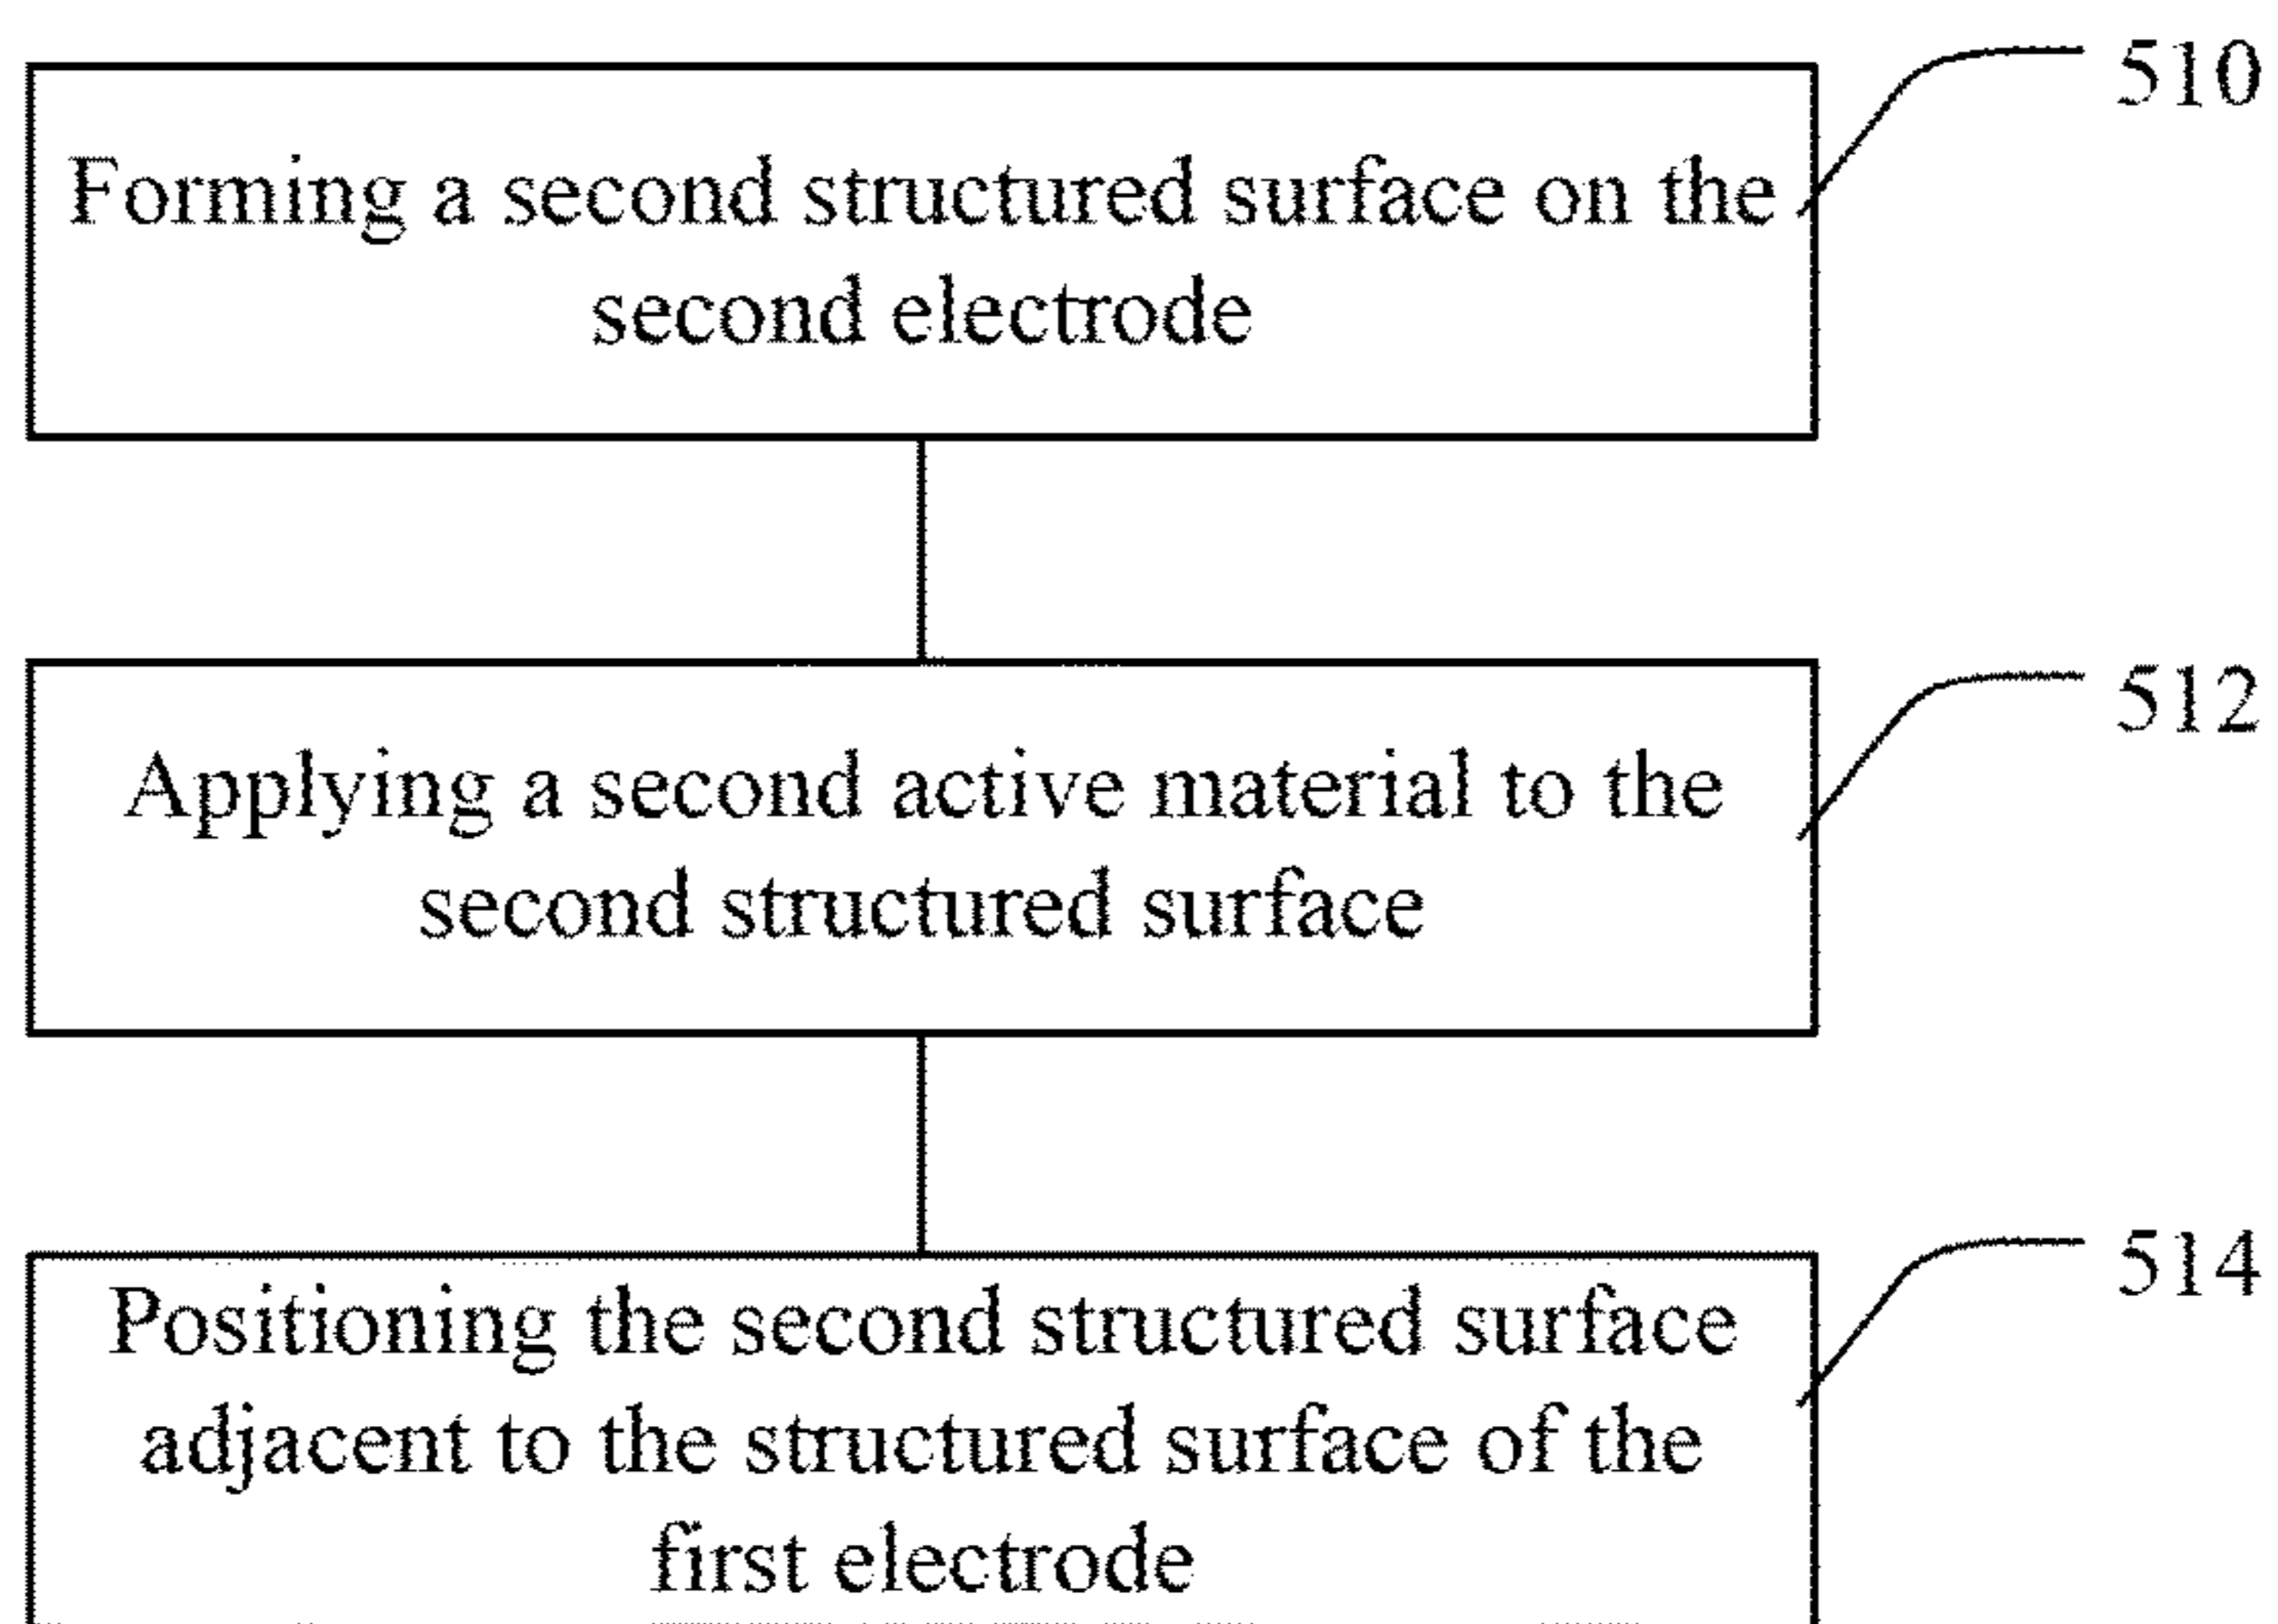 510
Forming a second structured surface on the
second electrode
512
Applying a second active material to the
second structured surface
514
Positioning the second structured surface
adjacent to the structured surface of the
first electrode